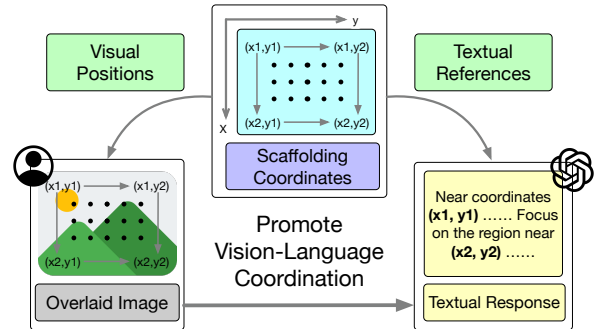 y
(x1,y1)
(x1,y2)
x
(x2,y1)
(x2,y2)
Scaffolding
Coordinates
Visual
Positions
Textual
References
(x1,y1)
(x1,y2)
(x2,y1)
(x2,y2)
Overlaid Image
Promote
Vision-Language
Coordination
Near coordinates
(x1, y1) ...... Focus
on the region near
(x2, y2) ......
Textual Response